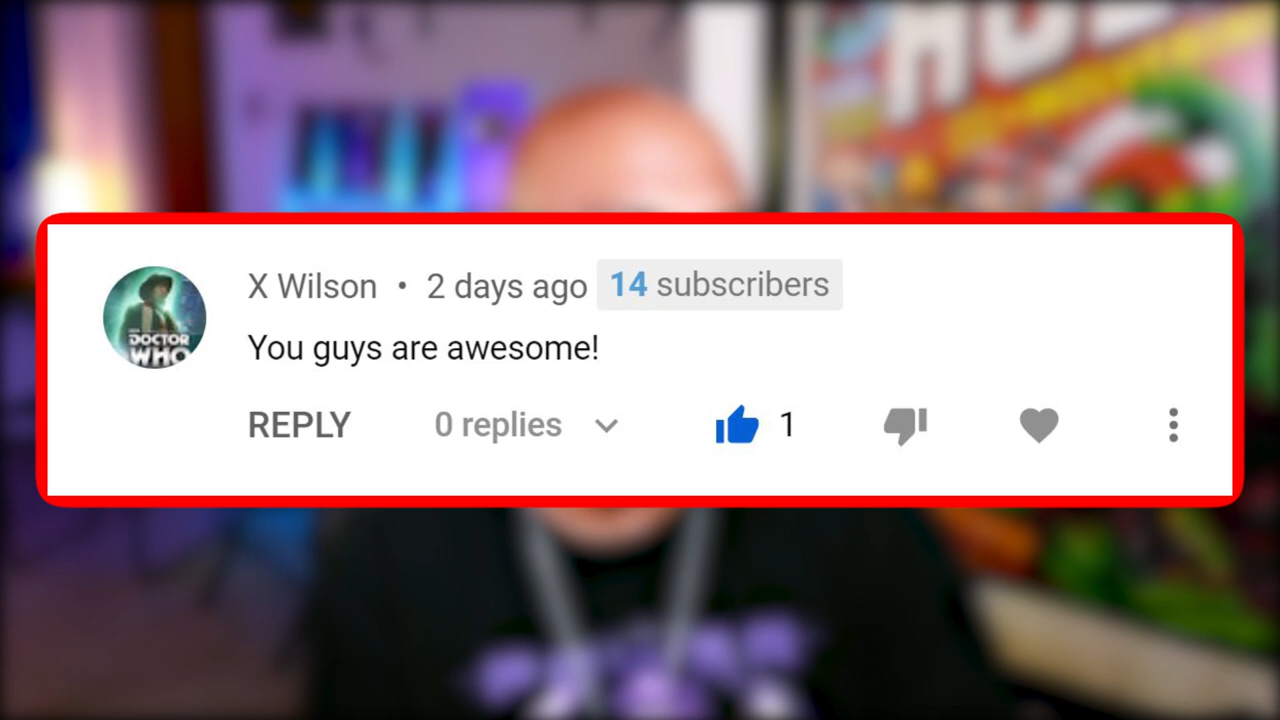 X Wilson • 2 days ago 14 subscribers
You guys are awesome!
REPLY 0 replies 1
DOCTOR
WHO